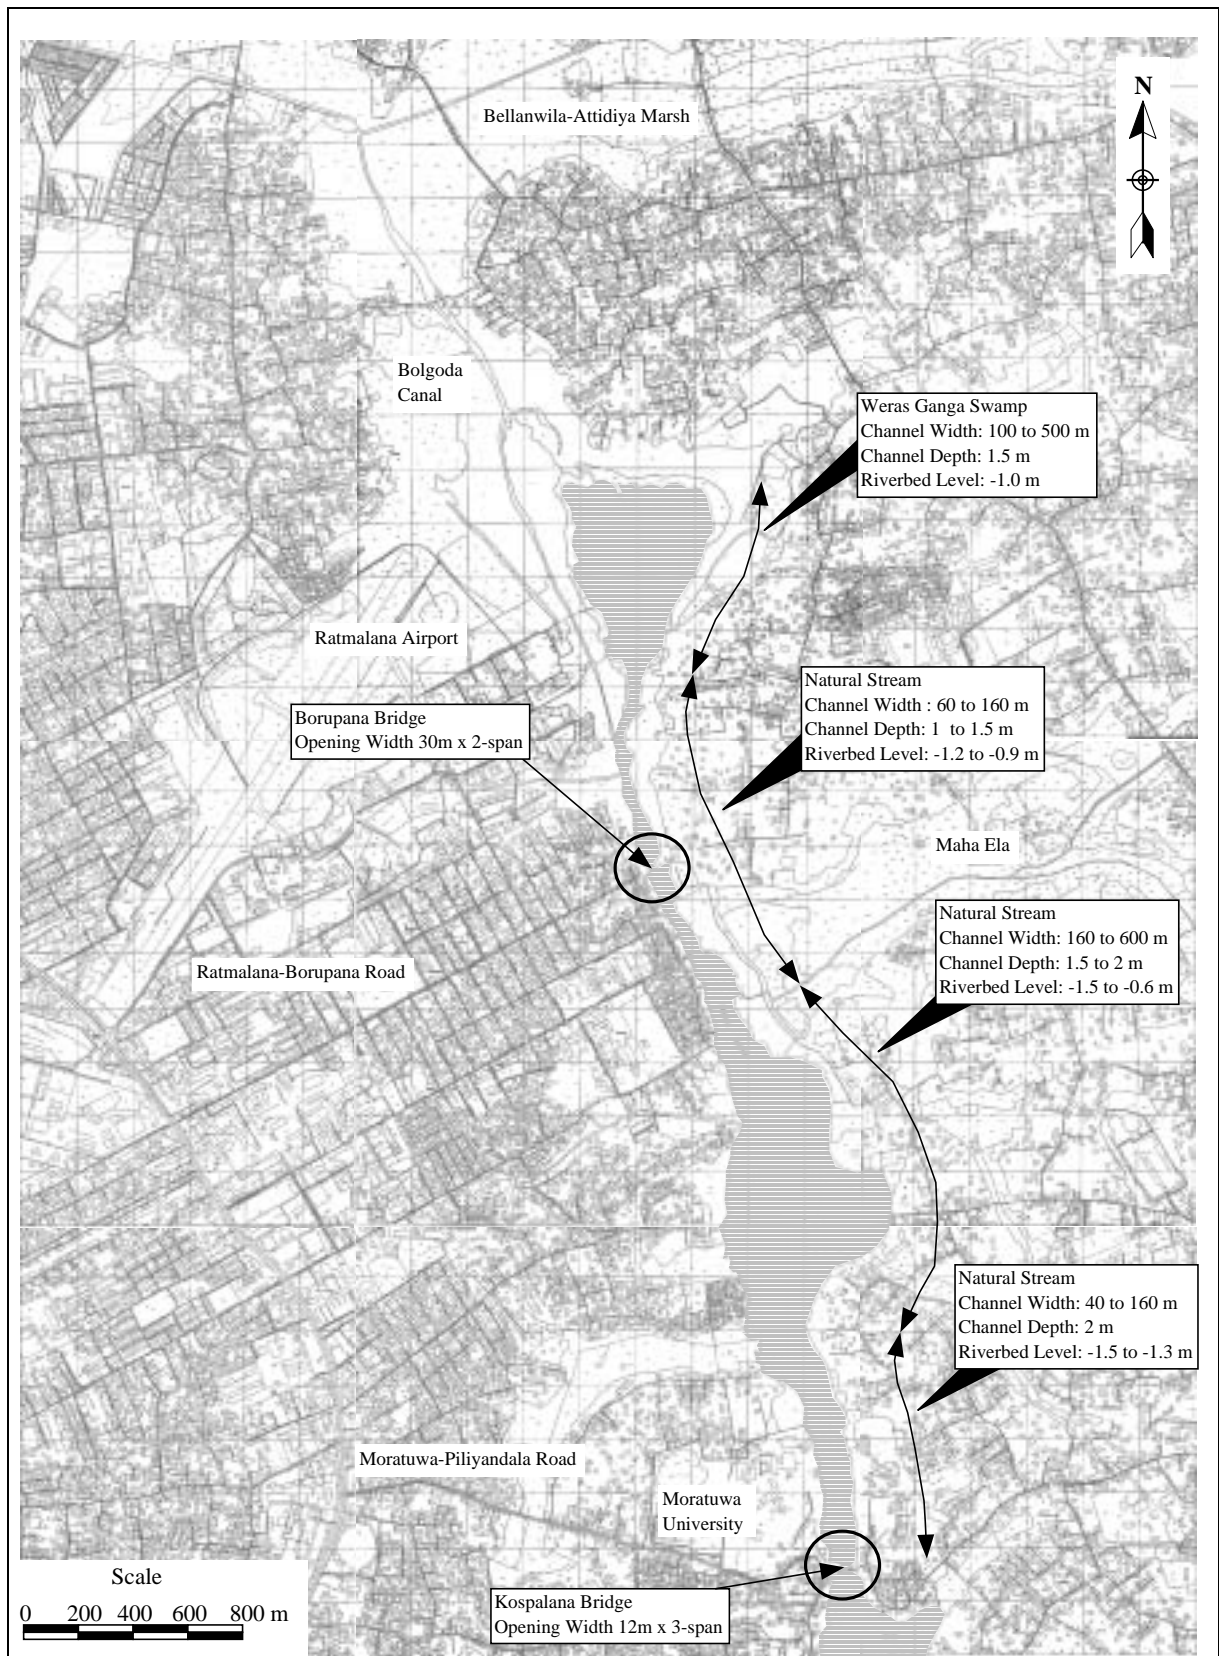 Bellanwila-Attidiya Marsh
N
Bolgoda
Canal
Weras Ganga Swamp
Channel Width: 100 to 500 m
Channel Depth: 1.5 m
Riverbed Level: -1.0 m
Ratmalana Airport
Natural Stream
Channel Width : 60 to 160 m
Channel Depth: 1 to 1.5 m
Riverbed Level: -1.2 to -0.9 m
Borupana Bridge
Opening Width 30m x 2-span
Maha Ela
Natural Stream
Channel Width: 160 to 600 m
Channel Depth: 1.5 to 2 m
Riverbed Level: -1.5 to -0.6 m
Ratmalana-Borupana Road
Natural Stream
Channel Width: 40 to 160 m
Channel Depth: 2 m
Riverbed Level: -1.5 to -1.3 m
Moratuwa-Piliyandala Road
Moratuwa
University
Kospalana Bridge
Opening Width 12m x 3-span
Scale
0 200 400 600 800 m